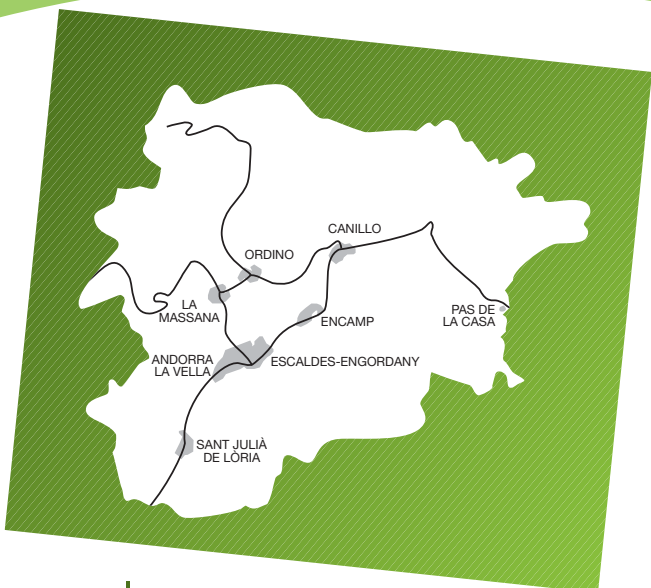 CANILLO
ORDINO
LA
MASSANA
PAS DE
LA CASA
ENCAMP
ANDORRA
LA VELLA
ESCALDES-ENGORDANY
SANT JULIÀ
DE LÒRIA